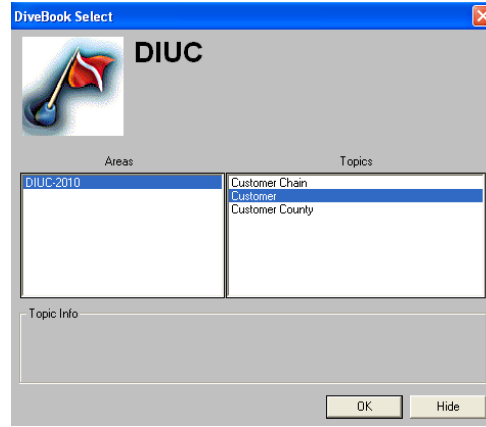 DiveBook Select
DIUC
Areas
Topics
DIUC-2010
Customer Chain
Customer
Customer County
Topic Info
OK
Hide